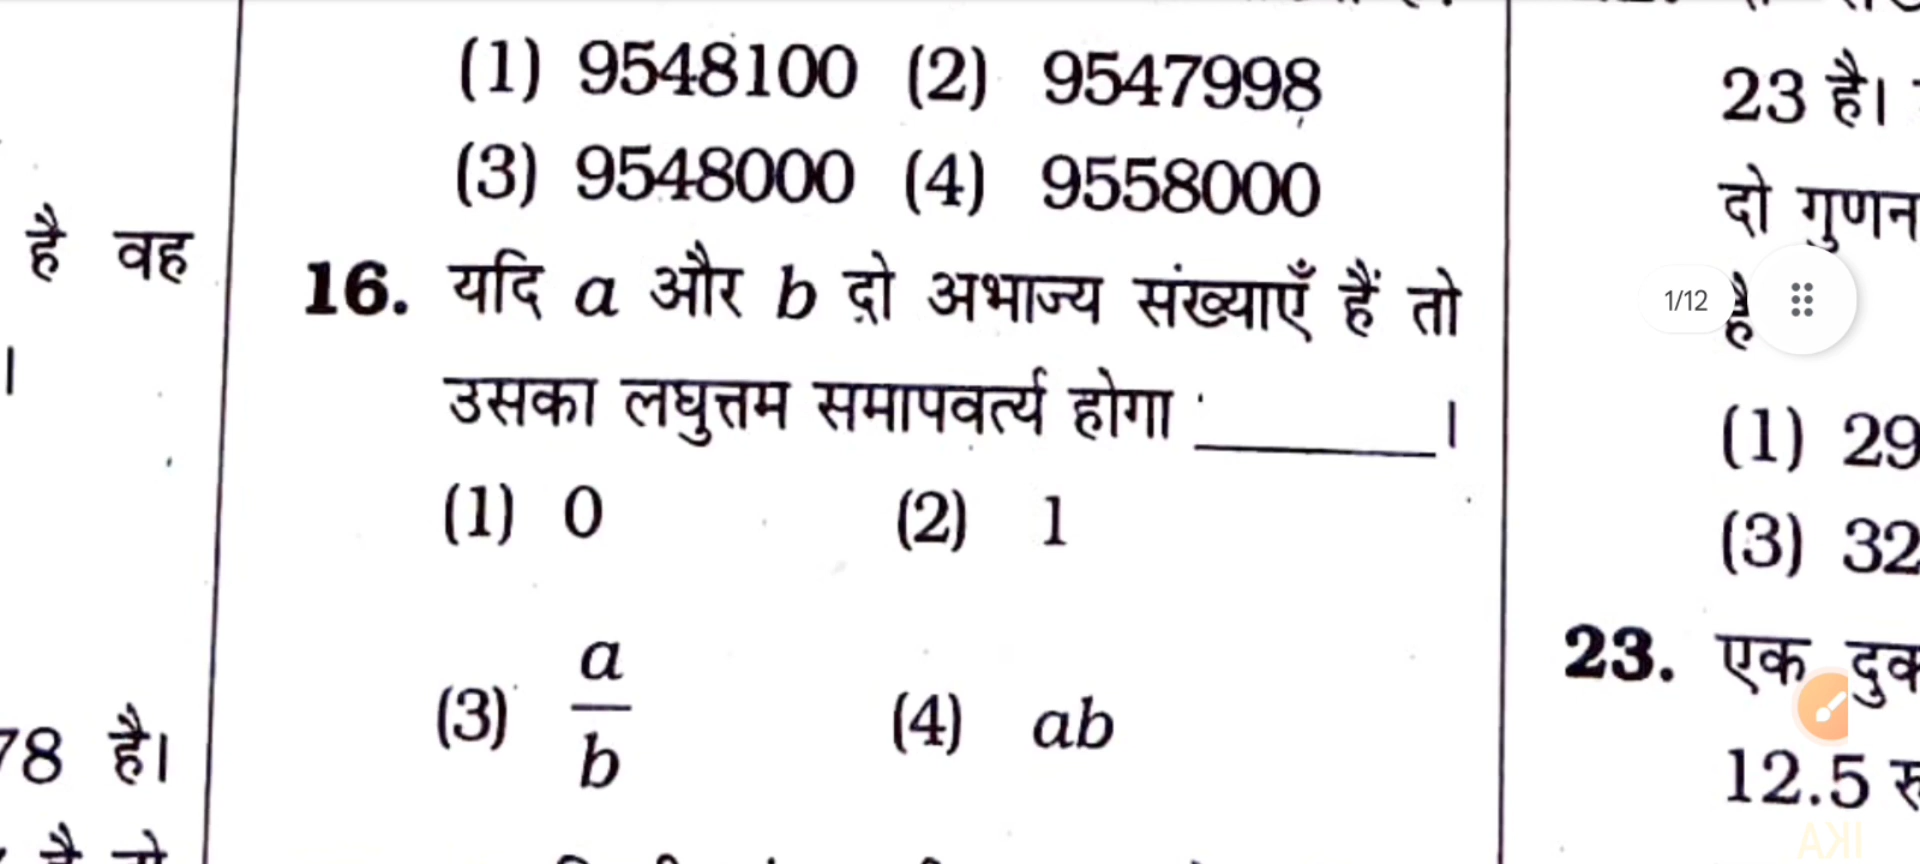 (1) 9548100 (2) 9547998
(3) 9548000 (4) 9558000
16. यदि a और b दो अभाज्य संख्याएँ हैं तो
उसका लघुत्तम समापवर्त्य होगा ________।
(1) 0 (2) 1
(3) a/b (4) ab
है वह
।
78 है।
23 है।
दो गुणन
है
1/12
(1) 29
(3) 32
23. एक
12.5